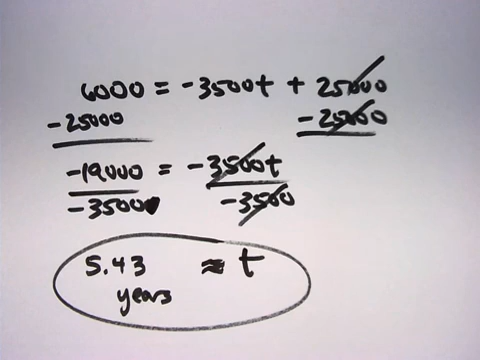 6000 = -3500t + 25000
-25000 -25000
-19000 = -3500t
-3500 -3500
5.43 ≈ t
years